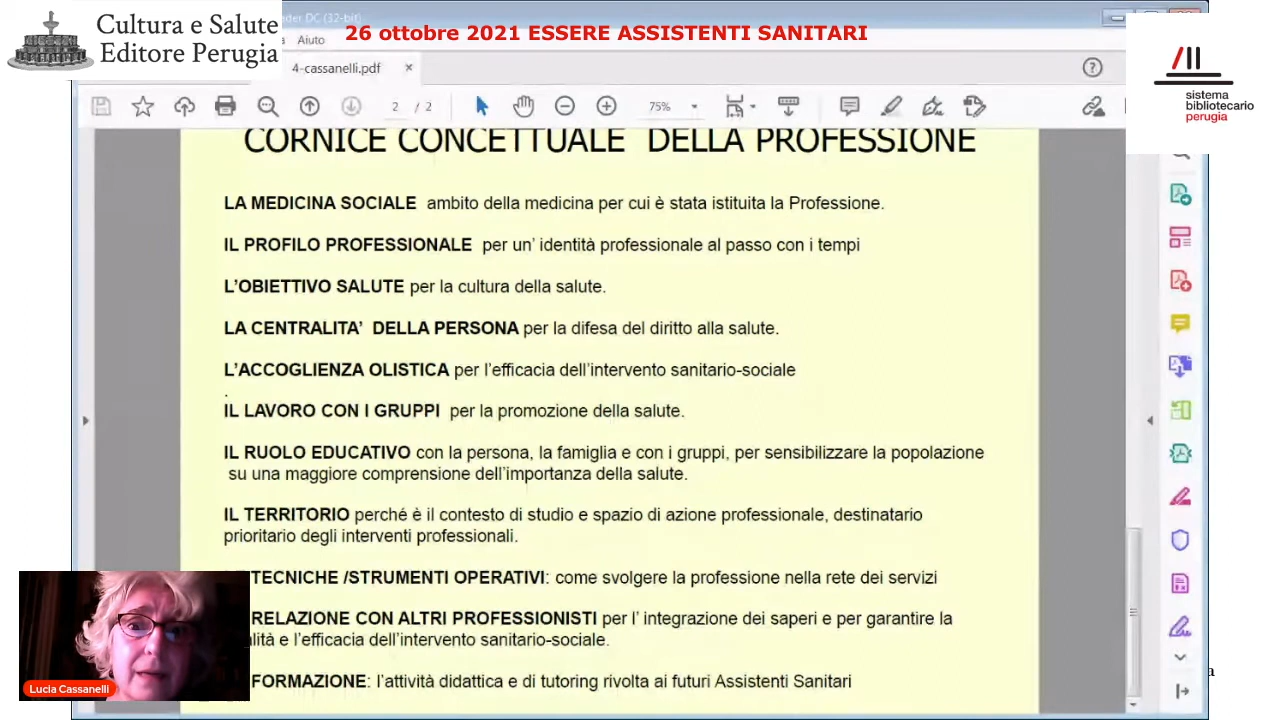 Cultura e Salute
Editore Perugia
ader DC (32-bit)
26 ottobre 2021 ESSERE ASSISTENTI SANITARI
Aiuto
4-cassanelli.pdf ×
2 / 2
75%
sistema
bibliotecario
perugia
CORNICE CONCETTUALE DELLA PROFESSIONE
LA MEDICINA SOCIALE ambito della medicina per cui è stata istituita la Professione.
IL PROFILO PROFESSIONALE per un' identità professionale al passo con i tempi
L'OBIETTIVO SALUTE per la cultura della salute.
LA CENTRALITA' DELLA PERSONA per la difesa del diritto alla salute.
L'ACCOGLIENZA OLISTICA per l'efficacia dell'intervento sanitario-sociale
.
IL LAVORO CON I GRUPPI per la promozione della salute.
IL RUOLO EDUCATIVO con la persona, la famiglia e con i gruppi, per sensibilizzare la popolazione
su una maggiore comprensione dell'importanza della salute.
IL TERRITORIO perché è il contesto di studio e spazio di azione professionale, destinatario
prioritario degli interventi professionali.
TECNICHE /STRUMENTI OPERATIVI: come svolgere la professione nella rete dei servizi
RELAZIONE CON ALTRI PROFESSIONISTI per l' integrazione dei saperi e per garantire la
lità e l'efficacia dell'intervento sanitario-sociale.
FORMAZIONE: l'attività didattica e di tutoring rivolta ai futuri Assistenti Sanitari
Lucia Cassanelli